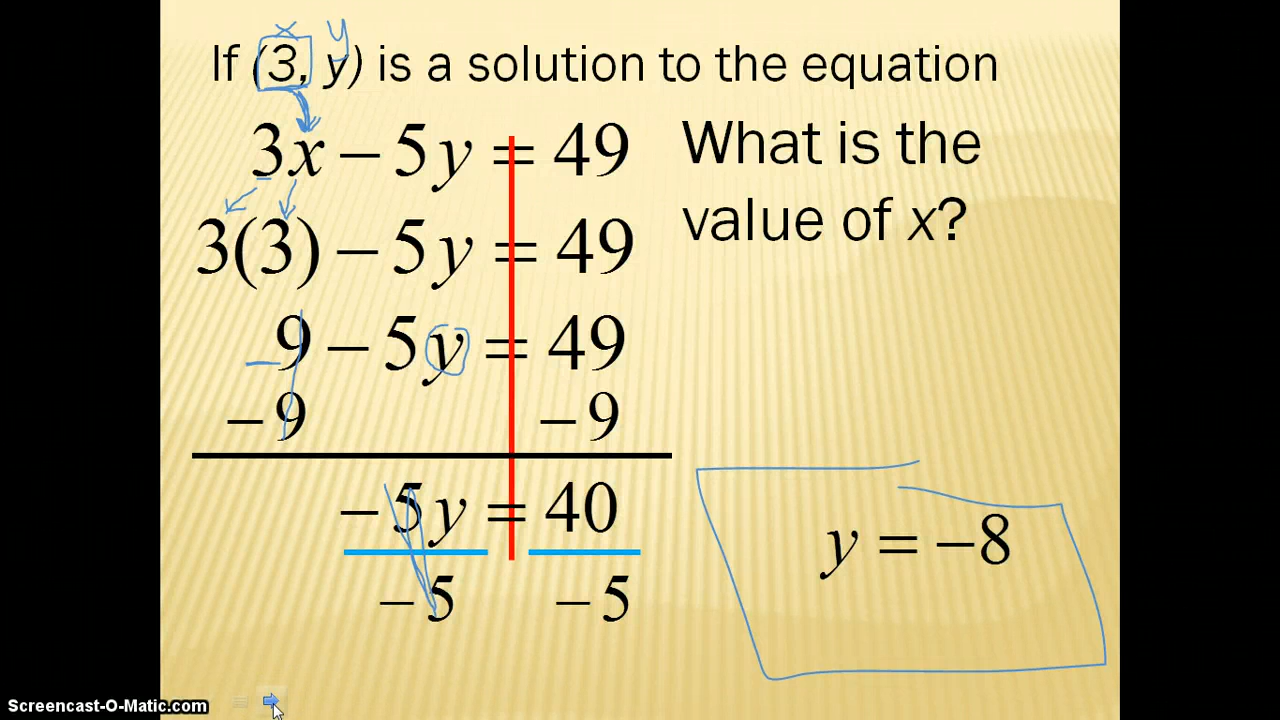 x y
If (3, y) is a solution to the equation
3x – 5y = 49
What is the
value of x?
3(3) – 5y = 49
9 – 5y = 49
– 9 – 9
– 5y = 40
– 5 – 5
y = –8
Screencast-O-Matic.com